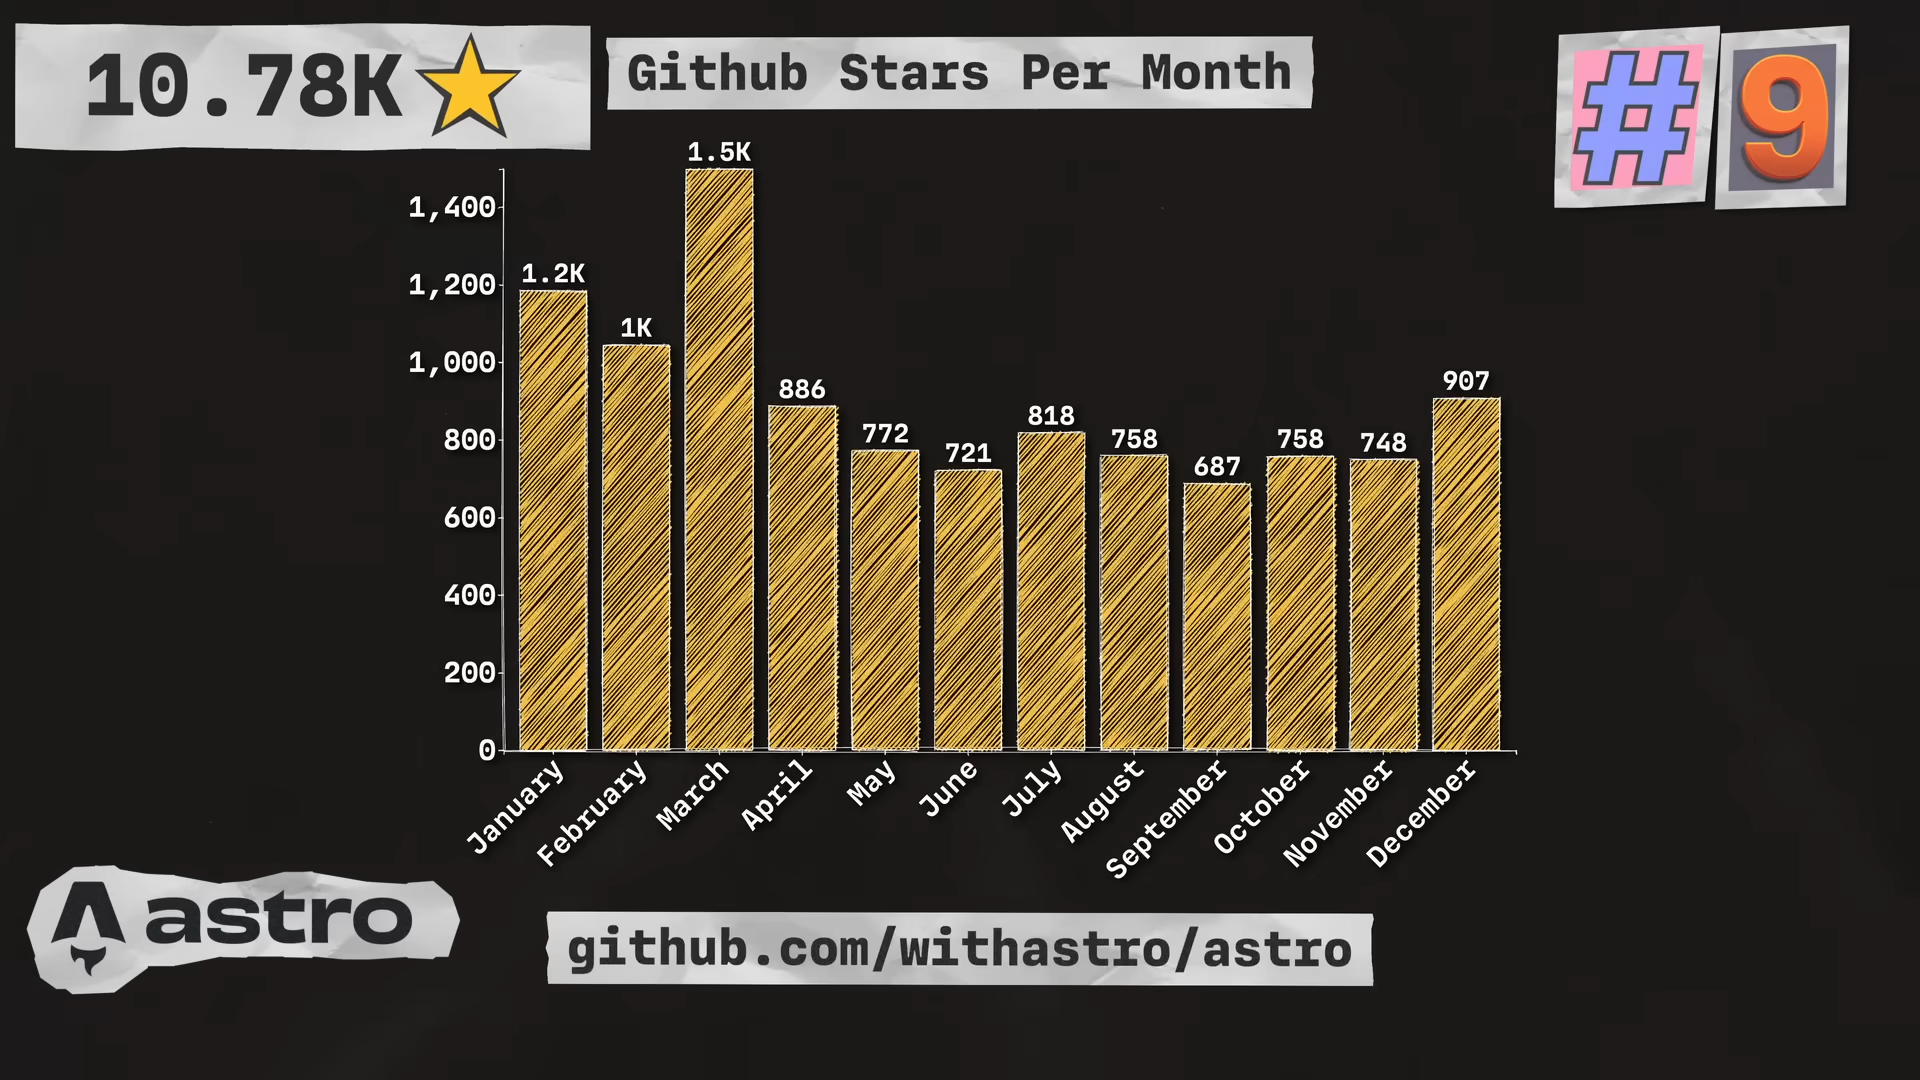 10.78K
Github Stars Per Month
#9
1.5K
1,400
1,200
1,000
800
600
400
200
0
1.2K
1K
886
772
721
818
758
687
758
748
907
January
February
March
April
May
June
July
August
September
October
November
December
astro
github.com/withastro/astro